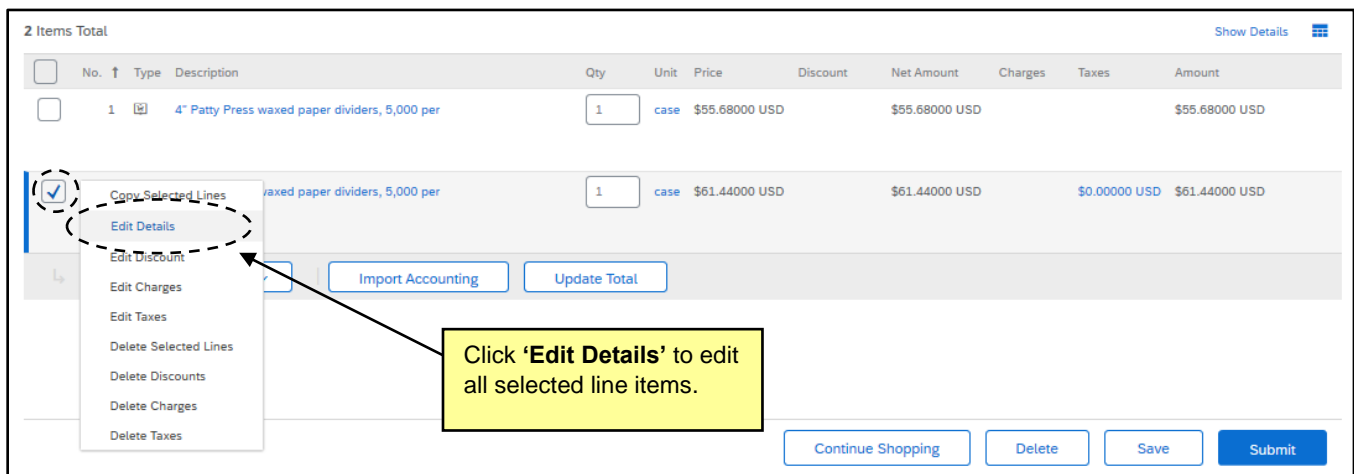 2 Items Total Show Details
No. ↑ Type Description Qty Unit Price Discount Net Amount Charges Taxes Amount
1 4" Patty Press waxed paper dividers, 5,000 per 1 case $55.68000 USD $55.68000 USD $55.68000 USD
waxed paper dividers, 5,000 per 1 case $61.44000 USD $61.44000 USD $0.00000 USD $61.44000 USD
Copy Selected Lines
Edit Details
Edit Discount
Edit Charges
Edit Taxes
Delete Selected Lines
Delete Discounts
Delete Charges
Delete Taxes
Import Accounting Update Total
Click ‘Edit Details’ to edit
all selected line items.
Continue Shopping Delete Save Submit